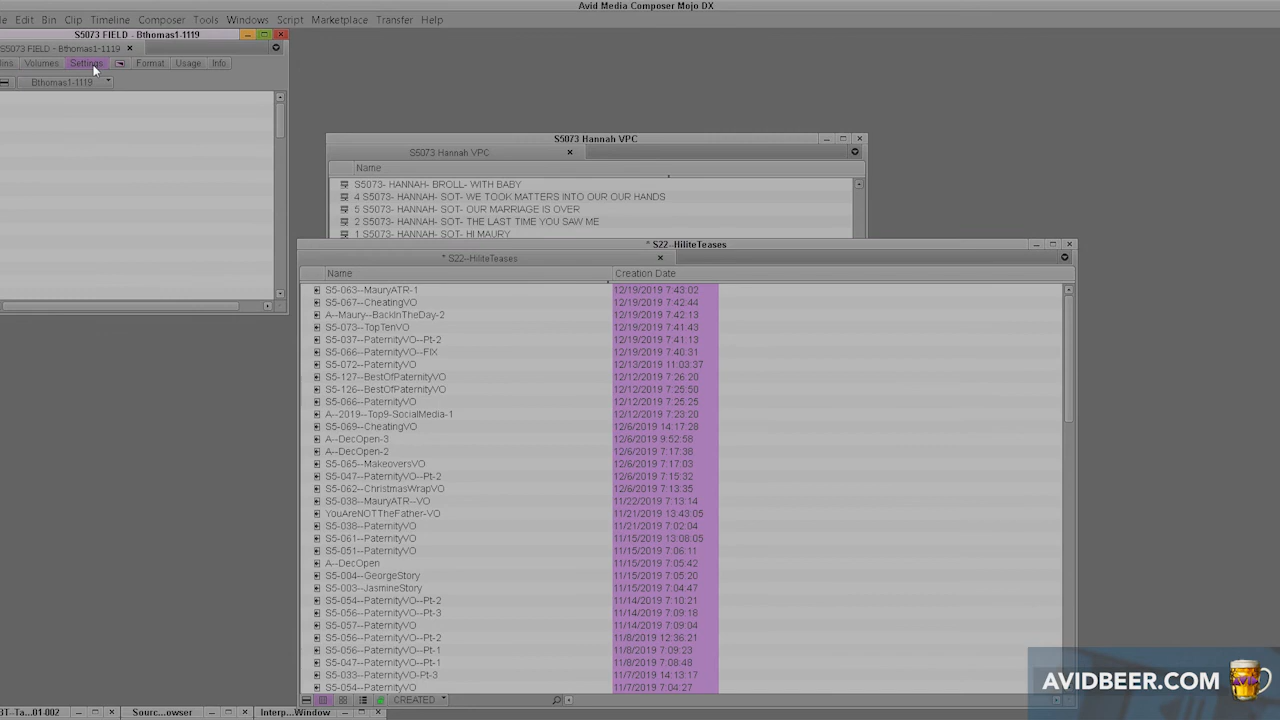 Avid Media Composer Mojo DX
Edit Bin Clip Timeline Composer Tools Windows Script Marketplace Transfer Help
S5073 FIELD - Bthomas1-1119
S5073 FIELD - Bthomas1-1119
Volumes Settings Format Usage Info
Bthomas1-1119
S5073 Hannah VPC
S5073 Hannah VPC
Name
S5073- HANNAH- BROLL- WITH BABY
4 S5073- HANNAH- SOT- WE TOOK MATTERS INTO OUR OUR HANDS
5 S5073- HANNAH- SOT- OUR MARRIAGE IS OVER
2 S5073- HANNAH- SOT- THE LAST TIME YOU SAW ME
1 S5073- HANNAH- SOT- HI MAURY
* S22--HiliteTeases
* S22--HiliteTeases
Name Creation Date
S5-063--MauryATR-1 12/19/2019 7:43:02
S5-067--CheatingVO 12/19/2019 7:42:44
A--Maury--BackInTheDay-2 12/19/2019 7:42:13
S5-073--TopTenVO 12/19/2019 7:41:43
S5-037--PaternityVO--Pt-2 12/19/2019 7:41:13
S5-066--PaternityVO--FIX 12/19/2019 7:40:31
S5-072--PaternityVO 12/13/2019 11:03:37
S5-127--BestOfPaternityVO 12/12/2019 7:26:20
S5-126--BestOfPaternityVO 12/12/2019 7:25:50
S5-066--PaternityVO 12/12/2019 7:25:25
A--2019--Top9-SocialMedia-1 12/12/2019 7:23:20
S5-069--CheatingVO 12/6/2019 14:17:28
A--DecOpen-3 12/6/2019 9:52:58
A--DecOpen-2 12/6/2019 7:17:38
S5-065--MakeoversVO 12/6/2019 7:17:03
S5-047--PaternityVO--Pt-2 12/6/2019 7:15:32
S5-062--ChristmasWrapVO 12/6/2019 7:13:35
S5-038--MauryATR--VO 11/22/2019 7:13:14
YouAreNOTTheFather-VO 11/21/2019 13:43:05
S5-038--PaternityVO 11/21/2019 7:02:04
S5-061--PaternityVO 11/15/2019 13:08:05
S5-051--PaternityVO 11/15/2019 7:06:11
A--DecOpen 11/15/2019 7:05:42
S5-004--GeorgeStory 11/15/2019 7:05:20
S5-003--JasmineStory 11/15/2019 7:04:47
S5-054--PaternityVO--Pt-2 11/14/2019 7:10:21
S5-056--PaternityVO--Pt-3 11/14/2019 7:09:18
S5-057--PaternityVO 11/14/2019 7:09:04
S5-056--PaternityVO--Pt-2 11/8/2019 12:36:21
S5-056--PaternityVO--Pt-1 11/8/2019 7:09:23
S5-047--PaternityVO--Pt-1 11/8/2019 7:08:48
S5-033--PaternityVO-Pt-3 11/7/2019 14:13:17
S5-054--PaternityVO 11/7/2019 7:04:27
CREATED
Sourc...owser Interp...Window
AVIDBEER.COM